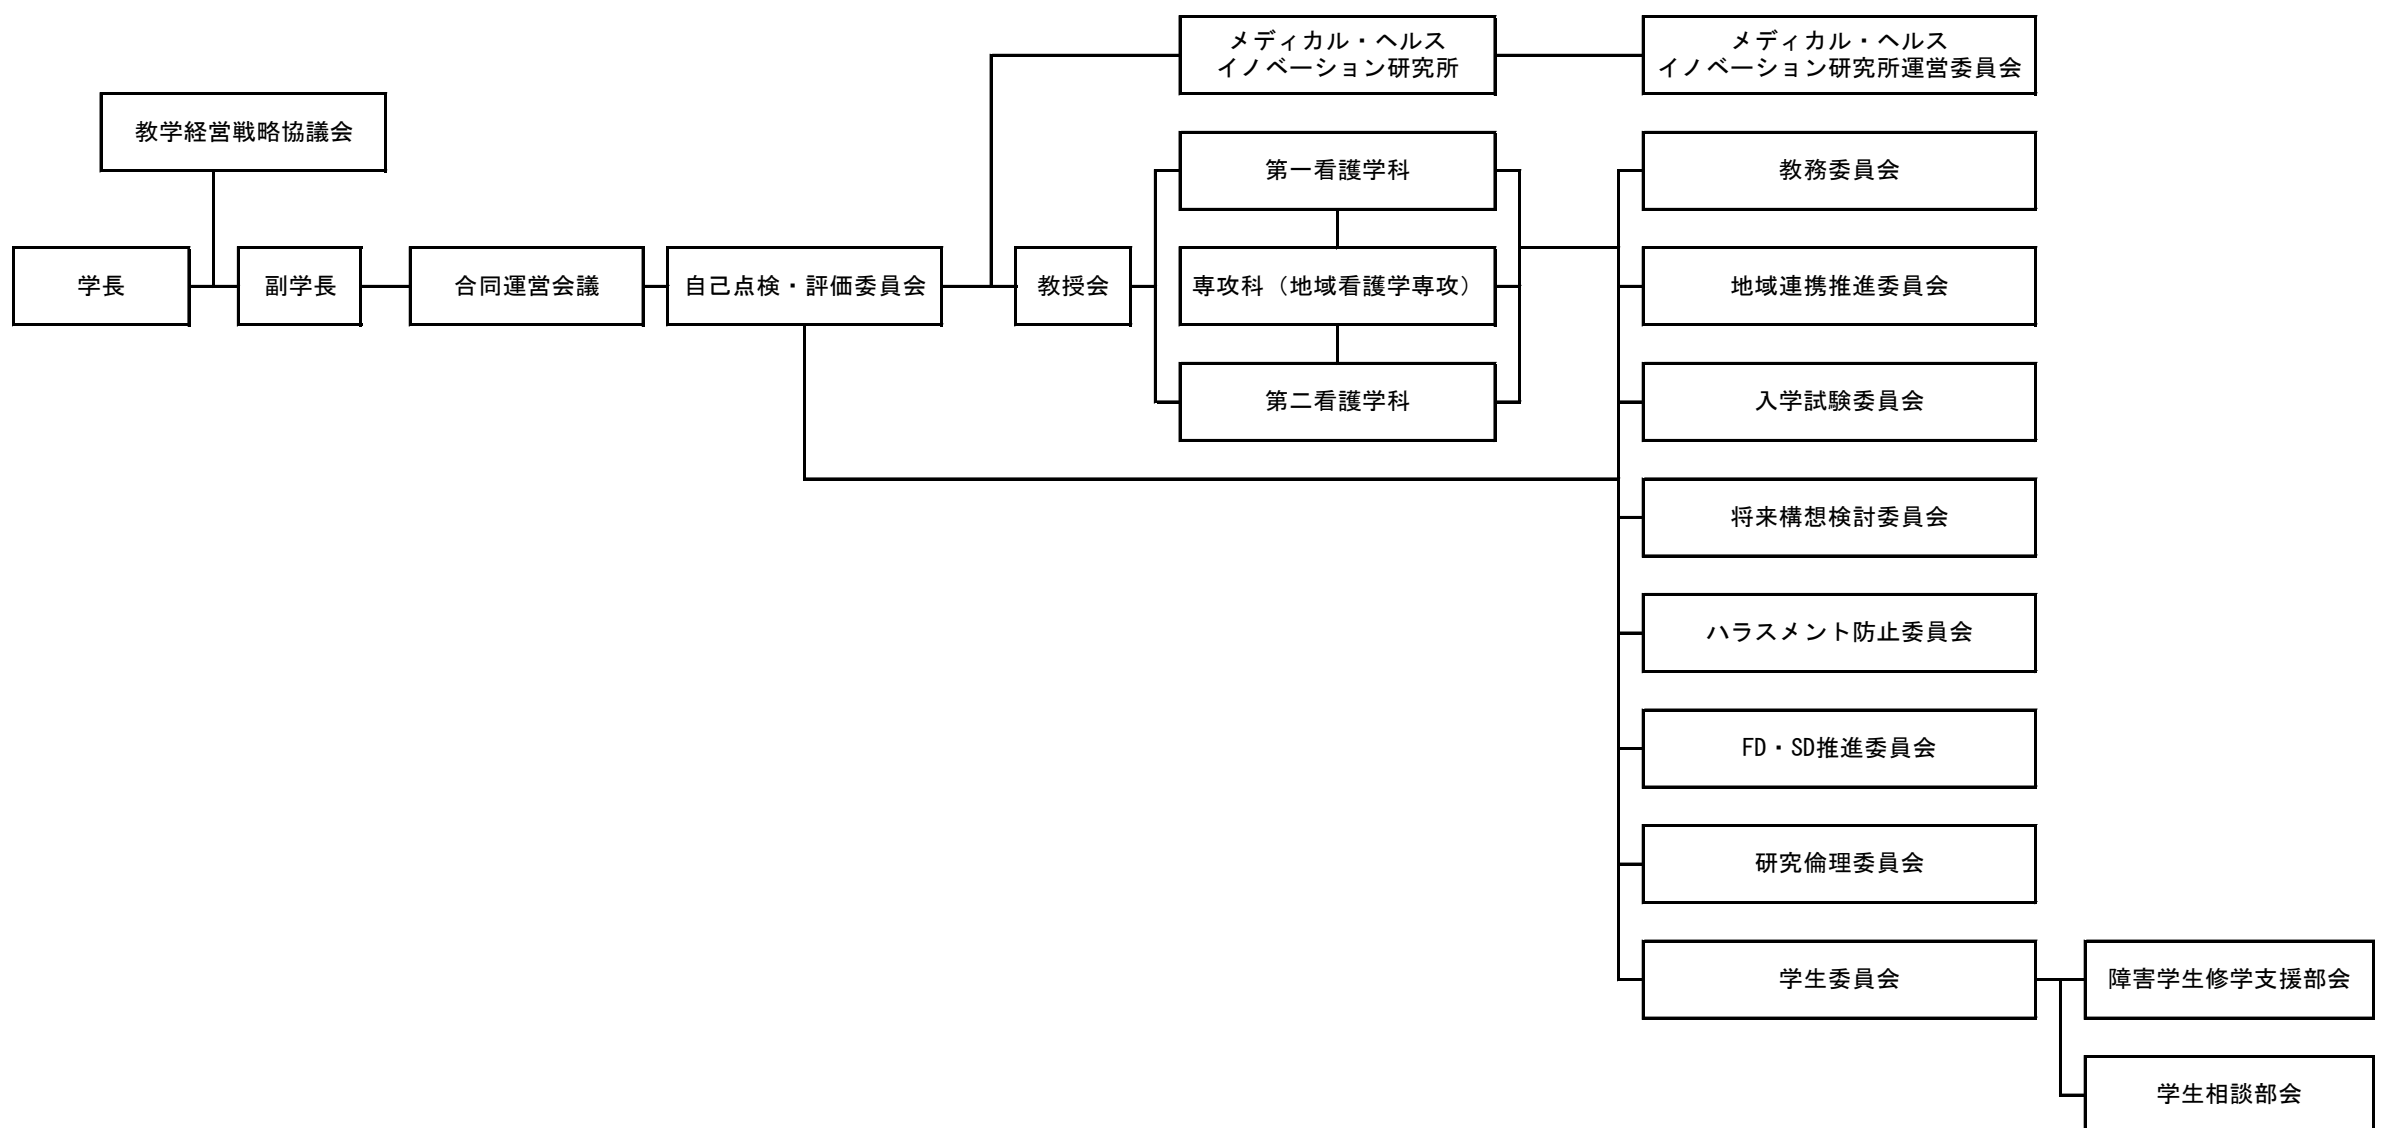 メディカル・ヘルス
イノベーション研究所
メディカル・ヘルス
イノベーション研究所運営委員会
教学経営戦略協議会
第一看護学科
教務委員会
学長
副学長
合同運営会議
自己点検・評価委員会
教授会
専攻科（地域看護学専攻）
地域連携推進委員会
第二看護学科
入学試験委員会
将来構想検討委員会
ハラスメント防止委員会
FD・SD推進委員会
研究倫理委員会
学生委員会
障害学生修学支援部会
学生相談部会